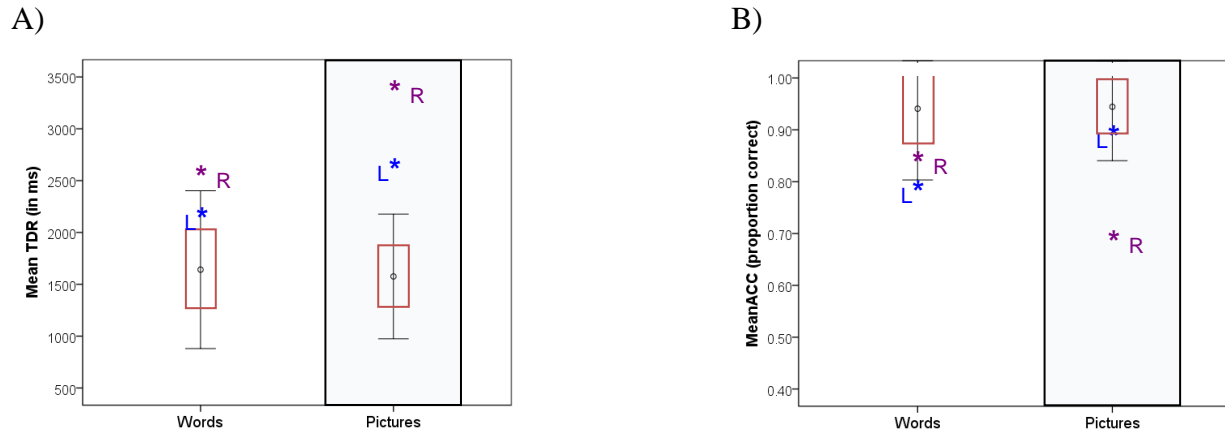 A)
B)
Mean TDR (in ms)
3500
3000
2500
2000
1500
1000
500
* R
L *
* R
L *
Words
Pictures
MeanACC (proportion correct)
1.00
0.90
0.80
0.70
0.60
0.50
0.40
* R
L *
L *
* R
Words
Pictures